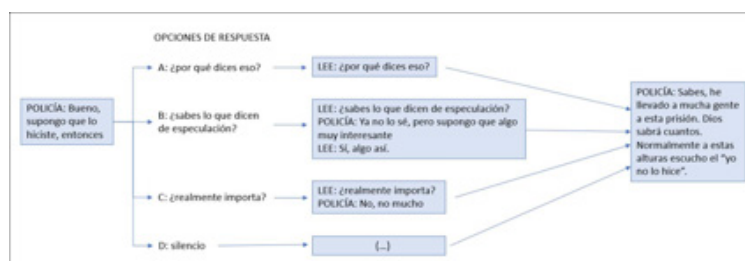 OPCIONES DE RESPUESTA
POLICÍA: Bueno,
supongo que lo
hiciste, entonces
A: ¿por qué dices eso?
LEE: ¿por qué dices eso?
B: ¿sabes lo que dicen
de especulación?
LEE: ¿sabes lo que dicen de especulación?
POLICÍA: Ya no lo sé, pero supongo que algo
muy interesante
LEE: Sí, algo así.
C: ¿realmente importa?
LEE: ¿realmente importa?
POLICÍA: No, no mucho
D: silencio
(...)
POLICÍA: Sabes, he
llevado a mucha gente
a esta prisión. Dios
sabrá cuantos.
Normalmente a estas
alturas escucho el "yo
no lo hice".